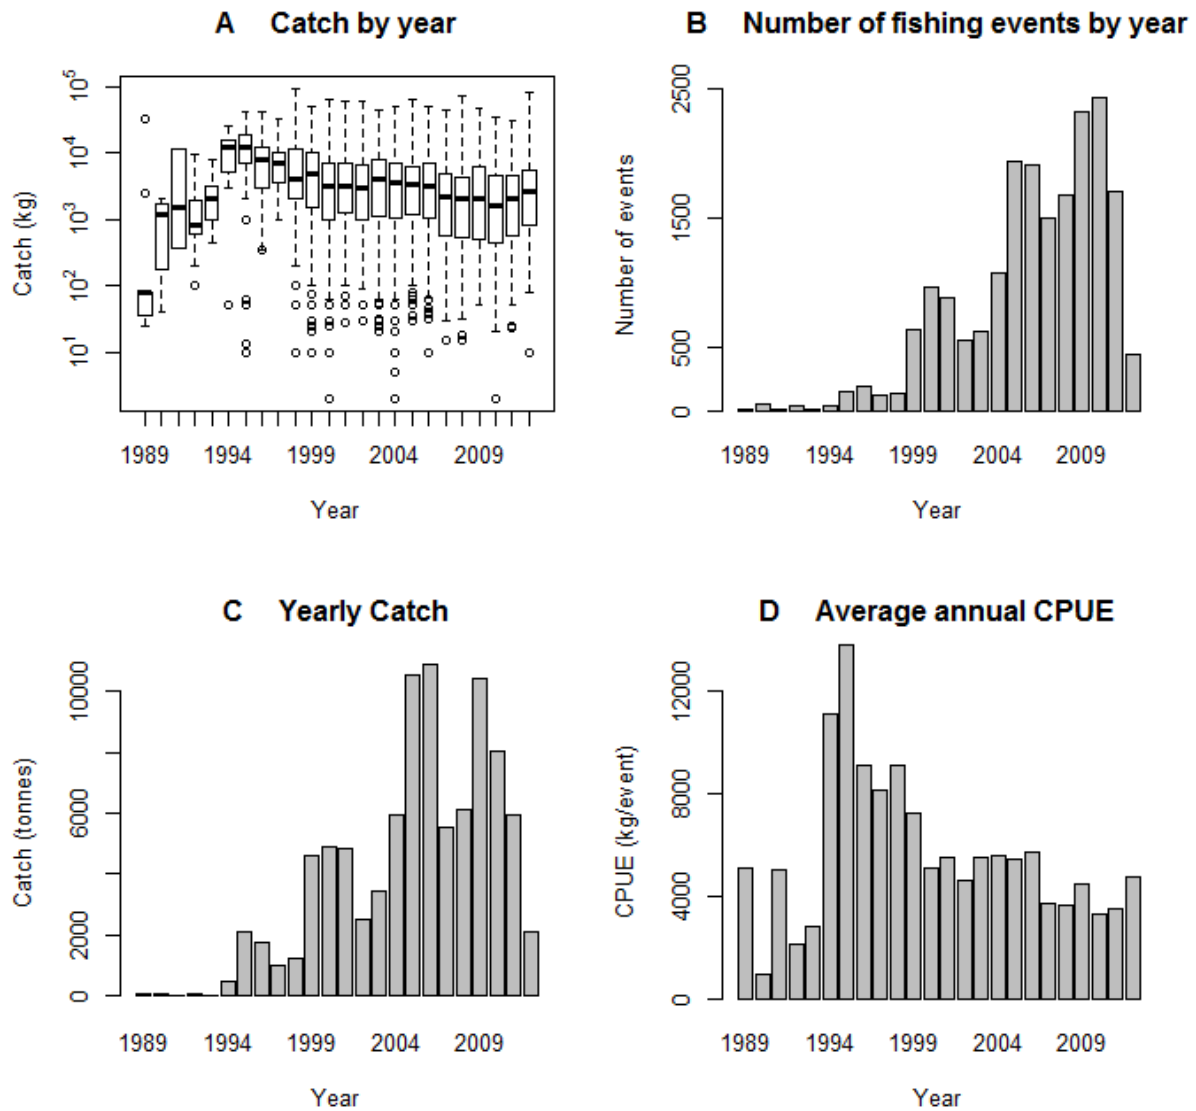 A Catch by year
Catch (kg)
10^5
10^4
10^3
10^2
10^1
1989 1994 1999 2004 2009
Year
B Number of fishing events by year
Number of events
2500
1500
500
0
1989 1994 1999 2004 2009
Year
C Yearly Catch
Catch (tonnes)
10000
6000
2000
0
1989 1994 1999 2004 2009
Year
D Average annual CPUE
CPUE (kg/event)
12000
8000
4000
0
1989 1994 1999 2004 2009
Year